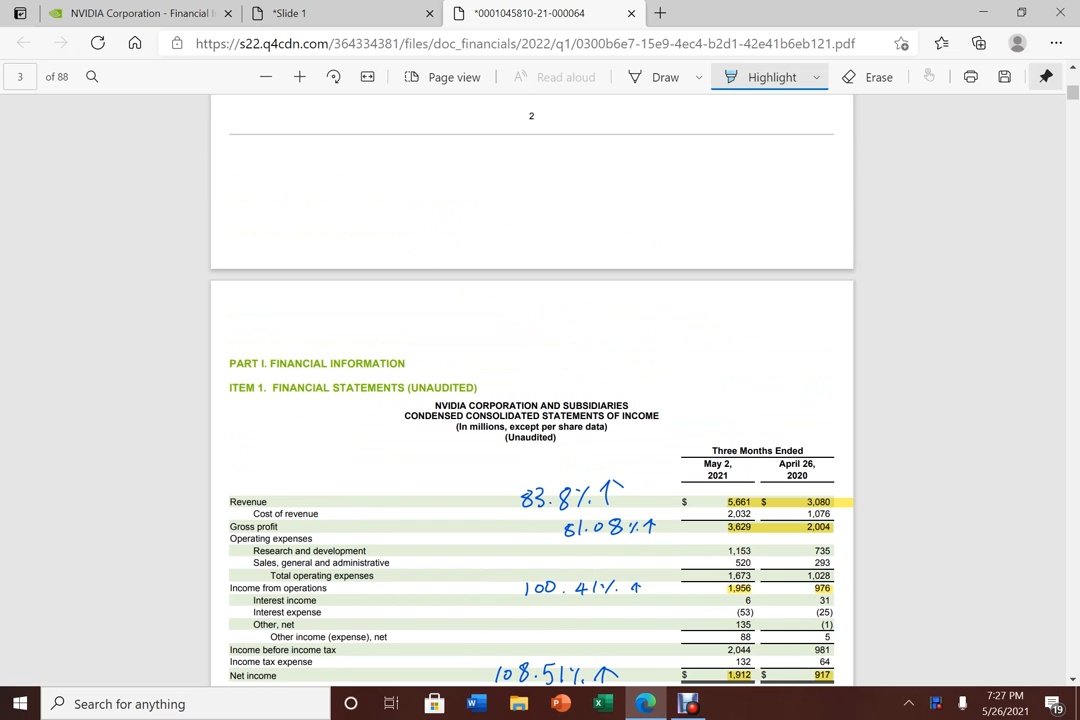 NVIDIA Corporation - Financial I
*Slide 1
*0001045810-21-000064
https://s22.q4cdn.com/364334381/files/doc_financials/2022/q1/0300b6e7-15e9-4ec4-b2d1-42e41b6eb121.pdf
3 of 88 Page view Read aloud Draw Highlight Erase
2
PART I. FINANCIAL INFORMATION
ITEM 1. FINANCIAL STATEMENTS (UNAUDITED)
NVIDIA CORPORATION AND SUBSIDIARIES
CONDENSED CONSOLIDATED STATEMENTS OF INCOME
(In millions, except per share data)
(Unaudited)
Three Months Ended
May 2, 2021 April 26, 2020
Revenue 83.8% ↑ $ 5,661 $ 3,080
Cost of revenue 2,032 1,076
Gross profit 81.08% ↑ 3,629 2,004
Operating expenses
Research and development 1,153 735
Sales, general and administrative 520 293
Total operating expenses 1,673 1,028
Income from operations 100.41% ↑ 1,956 976
Interest income 6 31
Interest expense (53) (25)
Other, net 135 (1)
Other income (expense), net 88 5
Income before income tax 2,044 981
Income tax expense 132 64
Net income 108.51% ↑ $ 1,912 $ 917
Search for anything
7:27 PM
5/26/2021
19